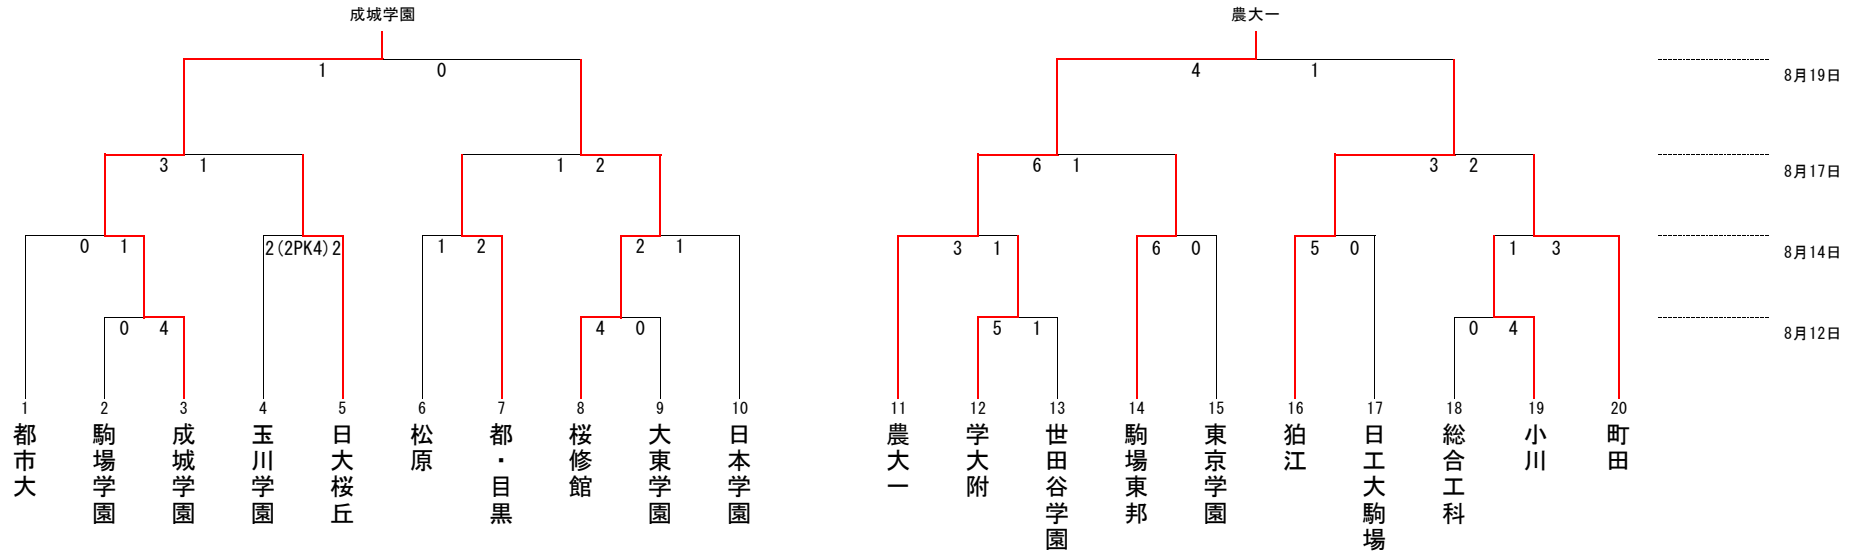 成城学園 農大一
1 0 4 1 8月19日
3 1 1 2 6 1 3 2 8月17日
0 1 2(2PK4)2 1 2 2 1 3 1 6 0 5 0 1 3 8月14日
0 4 4 0 5 1 0 4 8月12日
1 2 3 4 5 6 7 8 9 10 11 12 13 14 15 16 17 18 19 20
都市大
駒場学園
成城学園
玉川学園
日大桜丘
松原
都・目黒
桜修館
大東学園
日本学園
農大一
学大附
世田谷学園
駒場東邦
東京学園
狛江
日工大駒場
総合工科
小川
町田